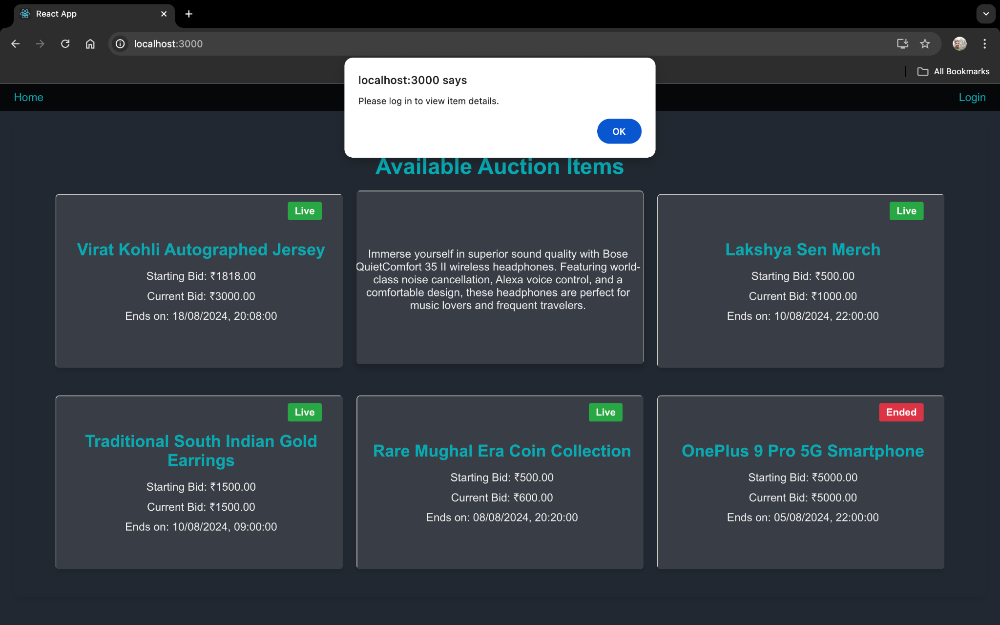 React App
localhost:3000
All Bookmarks
localhost:3000 says
Please log in to view item details.
OK
Home
Login
Available Auction Items
Live
Virat Kohli Autographed Jersey
Starting Bid: ₹1818.00
Current Bid: ₹3000.00
Ends on: 18/08/2024, 20:08:00
Immerse yourself in superior sound quality with Bose
QuietComfort 35 II wireless headphones. Featuring world-
class noise cancellation, Alexa voice control, and a
comfortable design, these headphones are perfect for
music lovers and frequent travelers.
Live
Lakshya Sen Merch
Starting Bid: ₹500.00
Current Bid: ₹1000.00
Ends on: 10/08/2024, 22:00:00
Live
Traditional South Indian Gold
Earrings
Starting Bid: ₹1500.00
Current Bid: ₹1500.00
Ends on: 10/08/2024, 09:00:00
Live
Rare Mughal Era Coin Collection
Starting Bid: ₹500.00
Current Bid: ₹600.00
Ends on: 08/08/2024, 20:20:00
Ended
OnePlus 9 Pro 5G Smartphone
Starting Bid: ₹5000.00
Current Bid: ₹5000.00
Ends on: 05/08/2024, 22:00:00